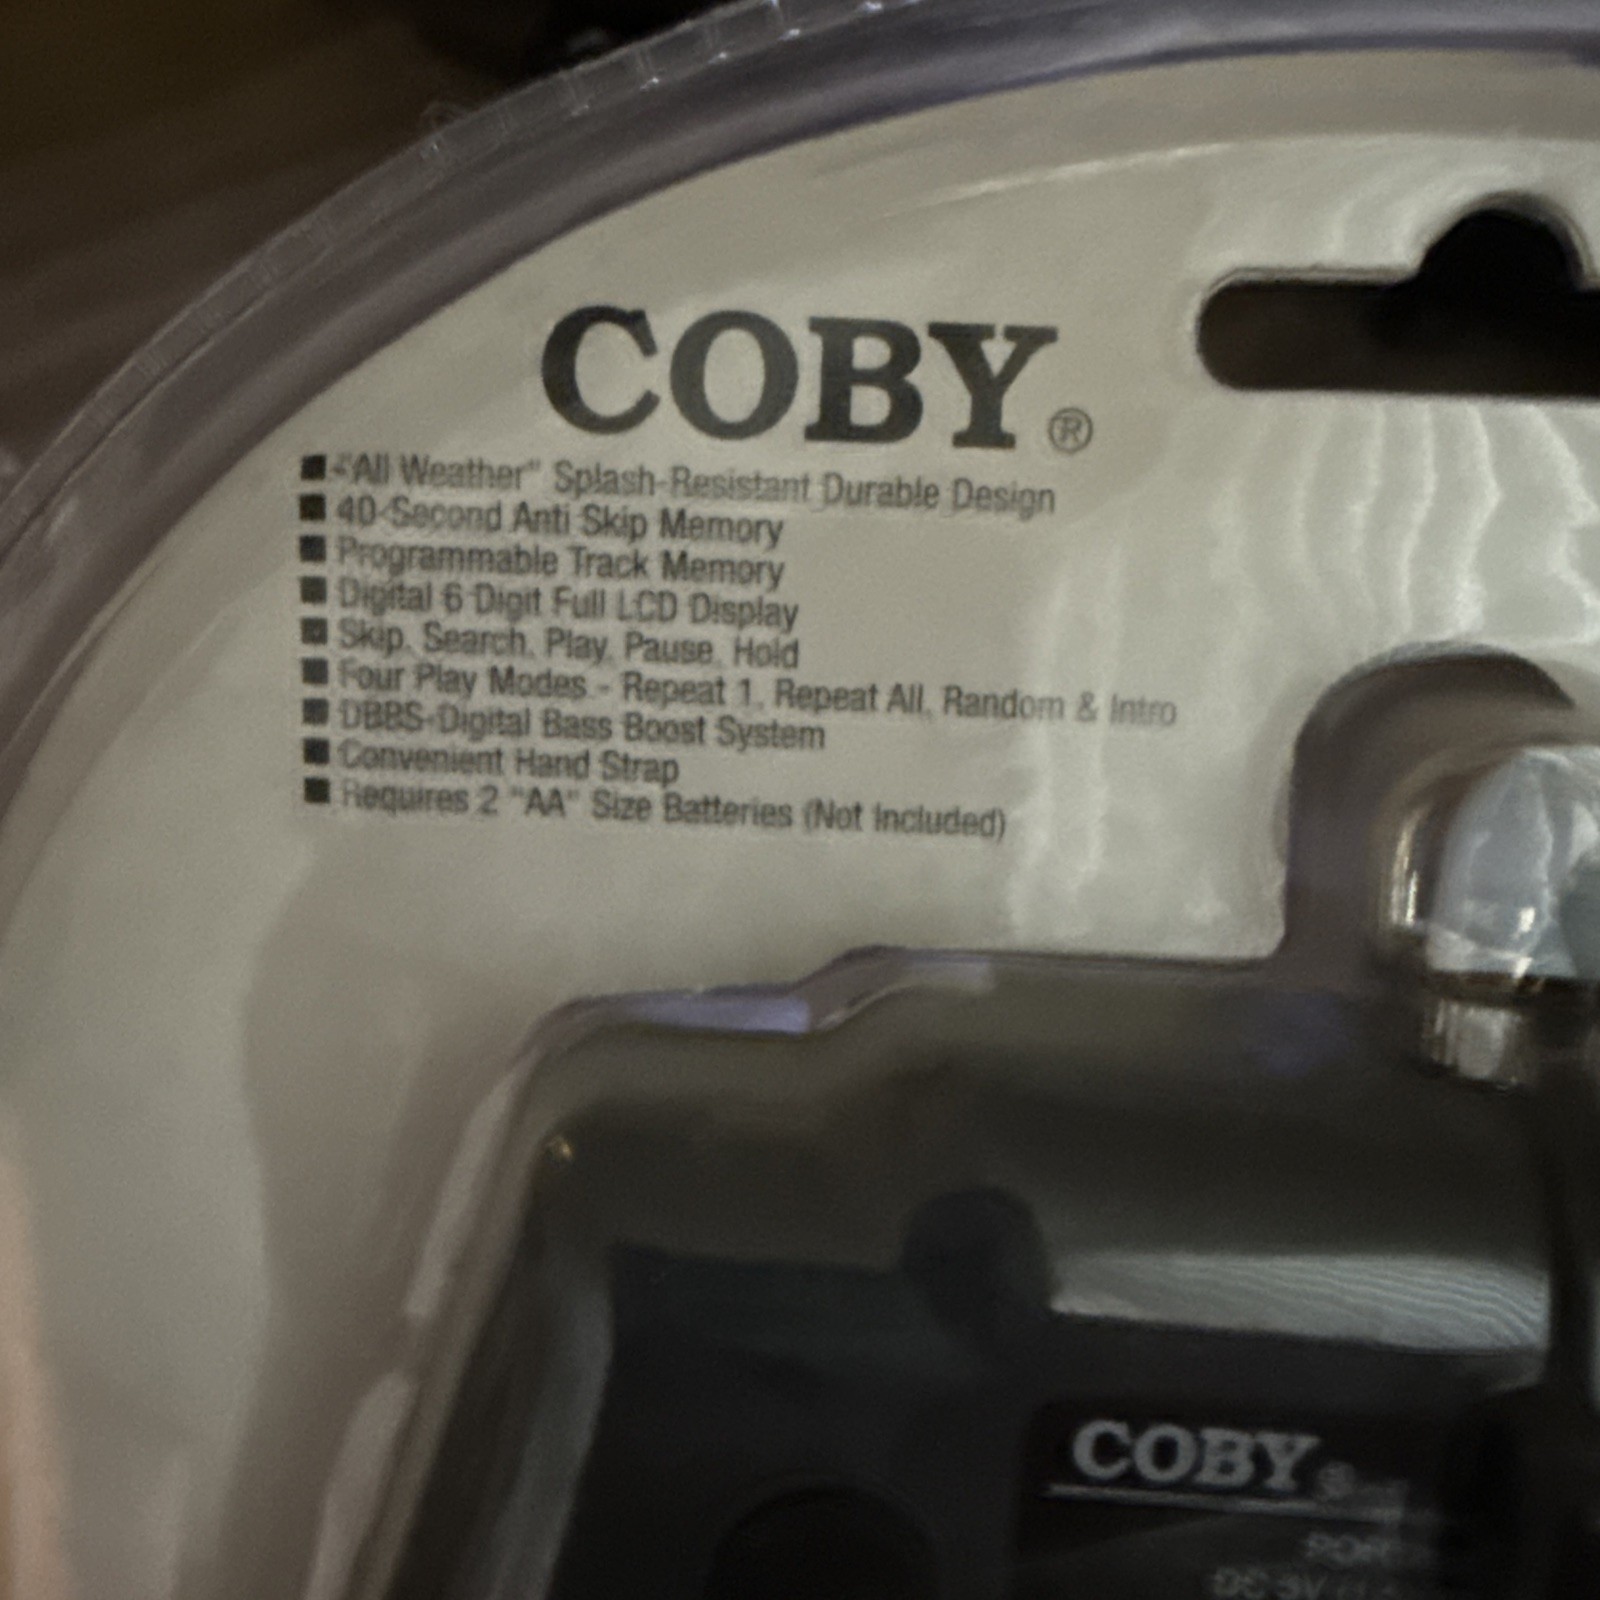 COBY®
■ "All Weather" Splash-Resistant Durable Design
■ 40-Second Anti Skip Memory
■ Programmable Track Memory
■ Digital 6 Digit Full LCD Display
■ Skip, Search, Play, Pause, Hold
■ Four Play Modes - Repeat 1, Repeat All, Random & Intro
■ DBBS-Digital Bass Boost System
■ Convenient Hand Strap
■ Requires 2 "AA" Size Batteries (Not Included)
COBY®
DC 3V